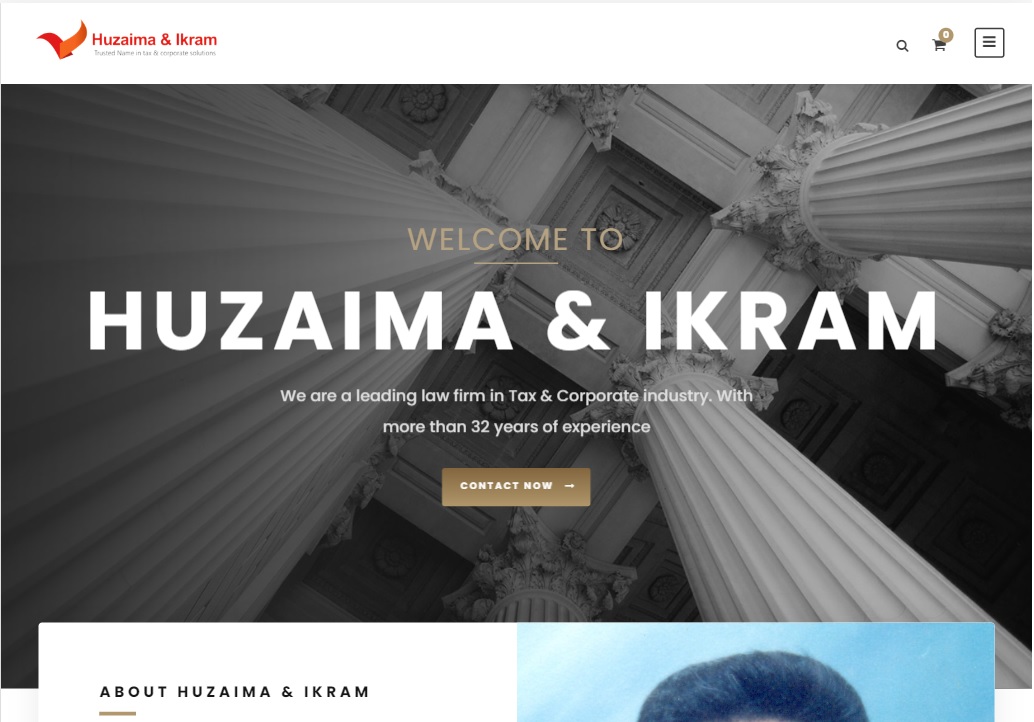 Huzaima & Ikram
Trusted Name in tax & corporate solutions
0
WELCOME TO
HUZAIMA & IKRAM
We are a leading law firm in Tax & Corporate industry. With
more than 32 years of experience
CONTACT NOW →
ABOUT HUZAIMA & IKRAM